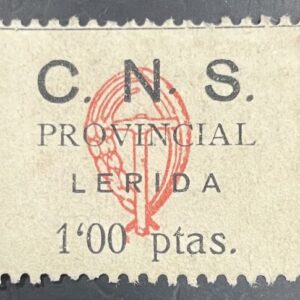 C. N. S.
PROVINCIAL
LERIDA
1'00 ptas.